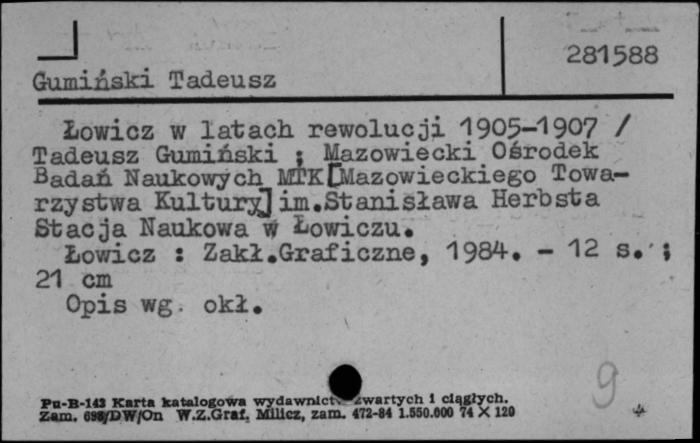 281588
Gumiński Tadeusz
Łowicz w latach rewolucji 1905-1907 /
Tadeusz Gumiński ; Mazowiecki Ośrodek
Badań Naukowych MTK[Mazowieckiego Towa-
rzystwa Kultury] im.Stanisława Herbsta
Stacja Naukowa w Łowiczu.
Łowicz : Zakł.Graficzne, 1984. - 12 s. ;
21 cm
Opis wg. okł.
9
Pu-B-143 Karta katalogowa wydawnictw zwartych i ciągłych.
Zam. 698/DW/On W.Z.Graf. Milicz, zam. 472-84 1.550.000 74 X 120